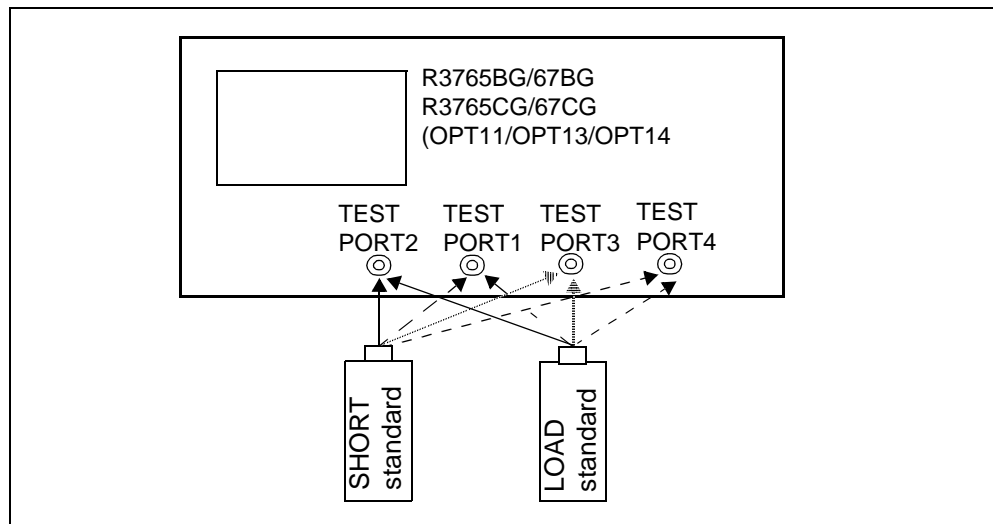 R3765BG/67BG
R3765CG/67CG
(OPT11/OPT13/OPT14
TEST
PORT2
TEST
PORT1
TEST
PORT3
TEST
PORT4
SHORT
standard
LOAD
standard